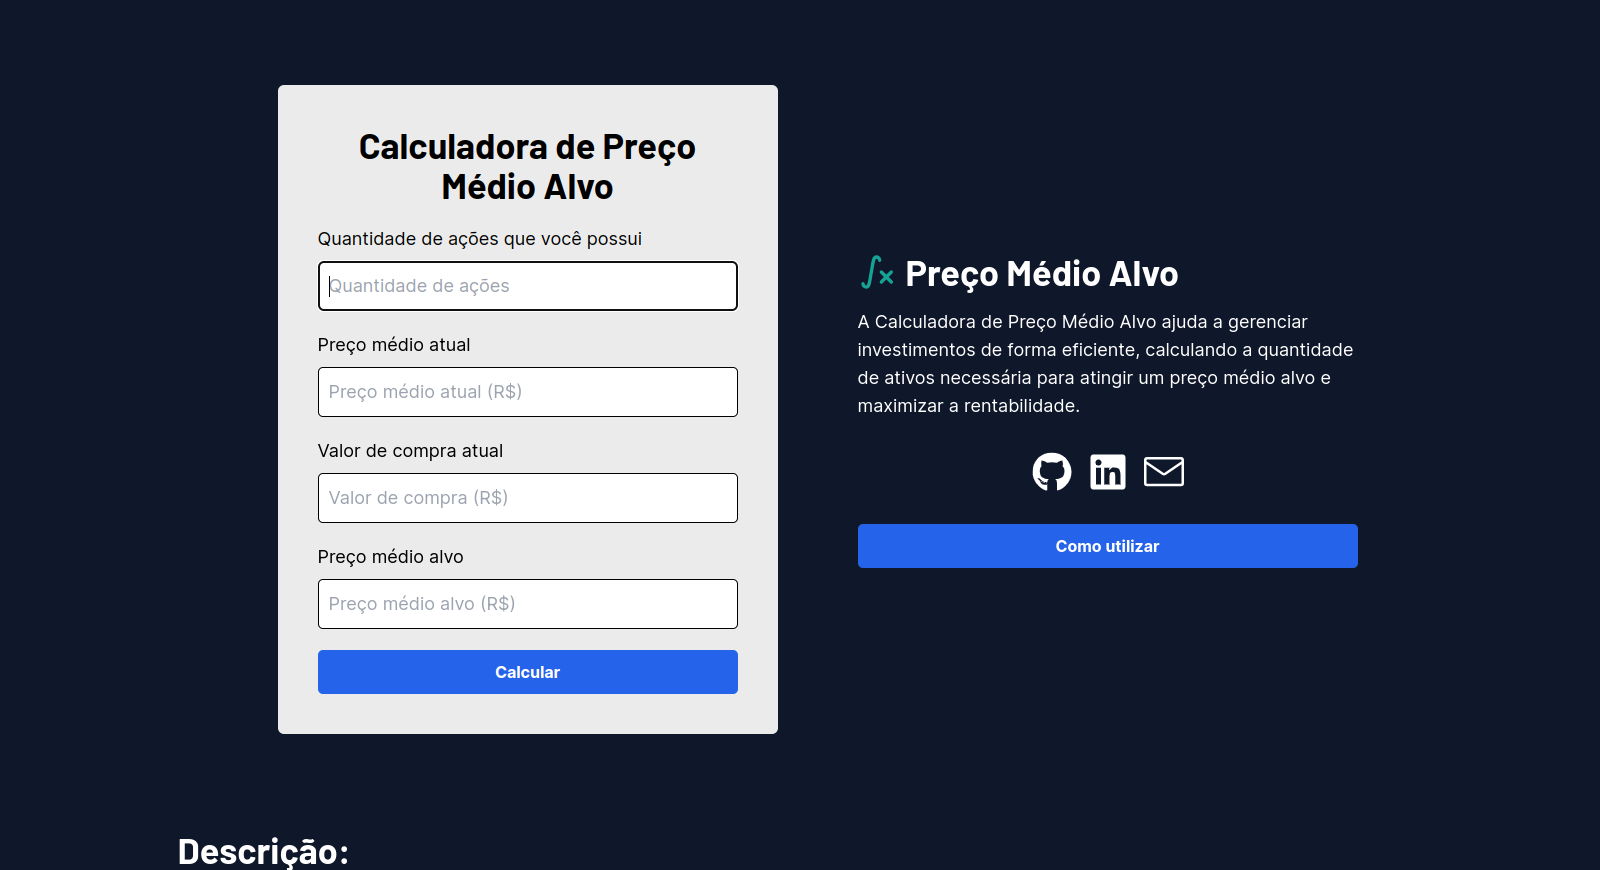 Calculadora de Preço
Médio Alvo
Quantidade de ações que você possui
Quantidade de ações
Preço médio atual
Preço médio atual (R$)
Valor de compra atual
Valor de compra (R$)
Preço médio alvo
Preço médio alvo (R$)
Calcular
Preço Médio Alvo
A Calculadora de Preço Médio Alvo ajuda a gerenciar
investimentos de forma eficiente, calculando a quantidade
de ativos necessária para atingir um preço médio alvo e
maximizar a rentabilidade.
Como utilizar
Descrição: